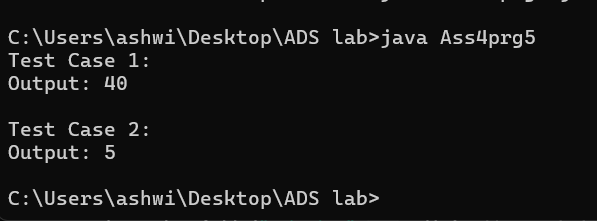 C:\Users\ashwi\Desktop\ADS lab>java Ass4prg5
Test Case 1:
Output: 40
Test Case 2:
Output: 5
C:\Users\ashwi\Desktop\ADS lab>